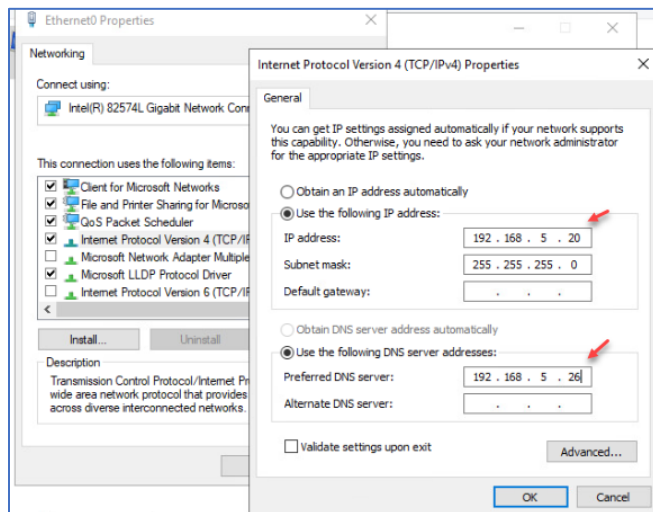 Ethernet0 Properties
Networking
Connect using:
Intel(R) 82574L Gigabit Network Conn
This connection uses the following items:
Client for Microsoft Networks
File and Printer Sharing for Microso
QoS Packet Scheduler
Internet Protocol Version 4 (TCP/IP
Microsoft Network Adapter Multiple
Microsoft LLDP Protocol Driver
Internet Protocol Version 6 (TCP/IP
Install...
Uninstall
Description
Transmission Control Protocol/Internet Pr
wide area network protocol that provides
across diverse interconnected networks.
Internet Protocol Version 4 (TCP/IPv4) Properties
General
You can get IP settings assigned automatically if your network supports
this capability. Otherwise, you need to ask your network administrator
for the appropriate IP settings.
Obtain an IP address automatically
Use the following IP address:
IP address: 192 . 168 . 5 . 20
Subnet mask: 255 . 255 . 255 . 0
Default gateway: . . .
Obtain DNS server address automatically
Use the following DNS server addresses:
Preferred DNS server: 192 . 168 . 5 . 26
Alternate DNS server: . . .
Validate settings upon exit
Advanced...
OK
Cancel